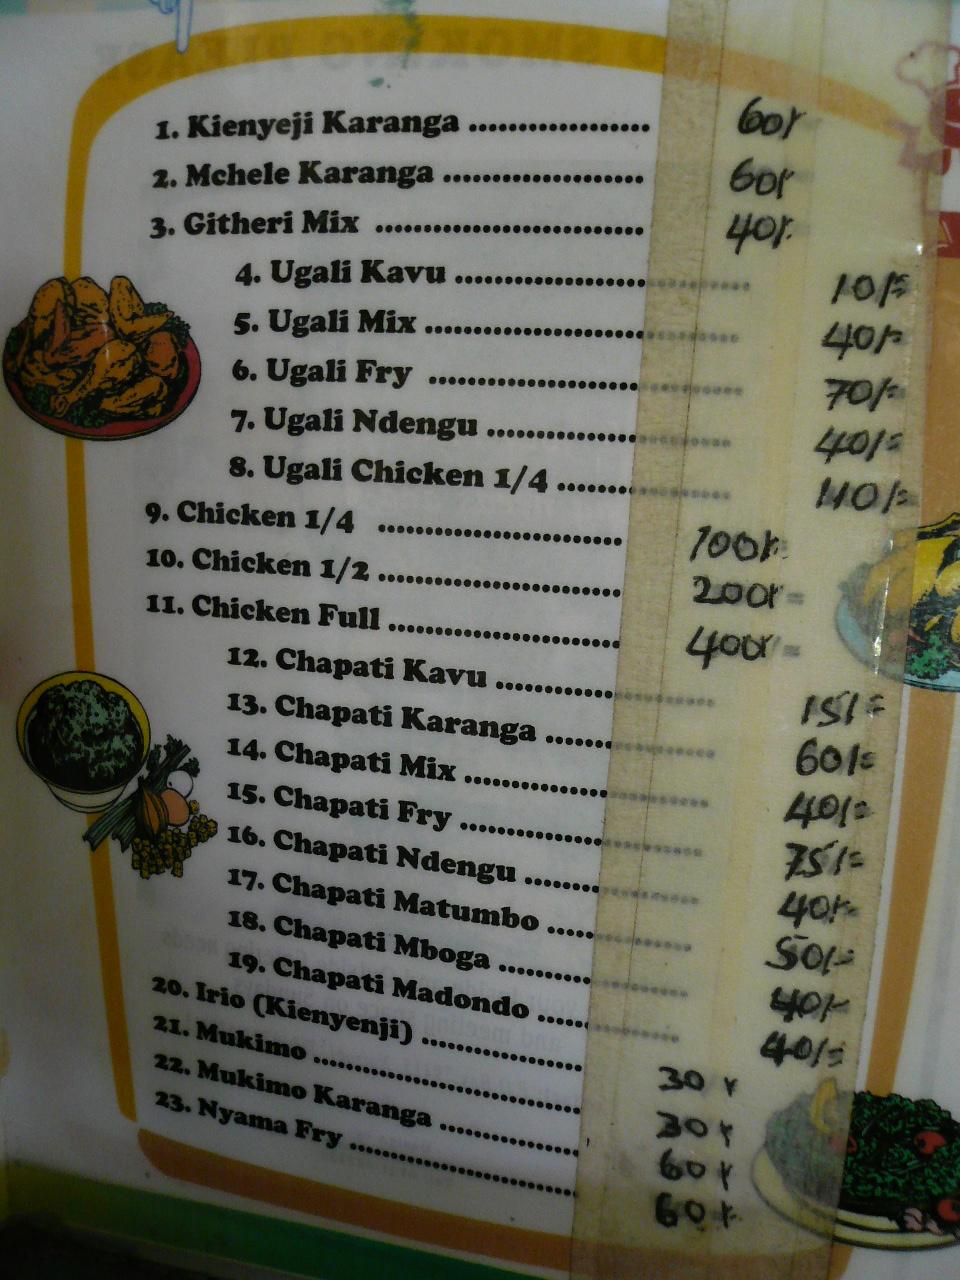 NO SMOKING PLEASE
1. Kienyeji Karanga .................... 60/-
2. Mchele Karanga ...................... 60/-
3. Githeri Mix ............................. 40/-
4. Ugali Kavu .............................. 10/=
5. Ugali Mix ................................ 40/=
6. Ugali Fry ................................ 70/=
7. Ugali Ndengu .......................... 40/=
8. Ugali Chicken 1/4 .................... 110/=
9. Chicken 1/4 ............................ 100/=
10. Chicken 1/2 .......................... 200/=
11. Chicken Full ......................... 400/=
12. Chapati Kavu ........................ 15/=
13. Chapati Karanga ................... 60/=
14. Chapati Mix .......................... 40/=
15. Chapati Fry .......................... 75/=
16. Chapati Ndengu .................... 40/=
17. Chapati Matumbo ................. 50/=
18. Chapati Mboga ..................... 40/-
19. Chapati Madondo ................. 40/=
20. Irio (Kienyenji) .................... 30/-
21. Mukimo ............................... 30/-
22. Mukimo Karanga ................. 60/-
23. Nyama Fry .......................... 60/-